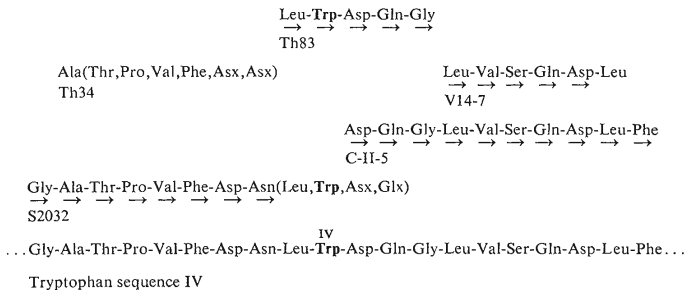 Leu-Trp-Asp-Gln-Gly
Th83
Ala(Thr,Pro,Val,Phe,Asx,Asx)
Th34
Leu-Val-Ser-Gln-Asp-Leu
V14-7
Asp-Gln-Gly-Leu-Val-Ser-Gln-Asp-Leu-Phe
C-II-5
Gly-Ala-Thr-Pro-Val-Phe-Asp-Asn(Leu,Trp,Asx,Glx)
S2032
IV
...Gly-Ala-Thr-Pro-Val-Phe-Asp-Asn-Leu-Trp-Asp-Gln-Gly-Leu-Val-Ser-Gln-Asp-Leu-Phe...
Tryptophan sequence IV